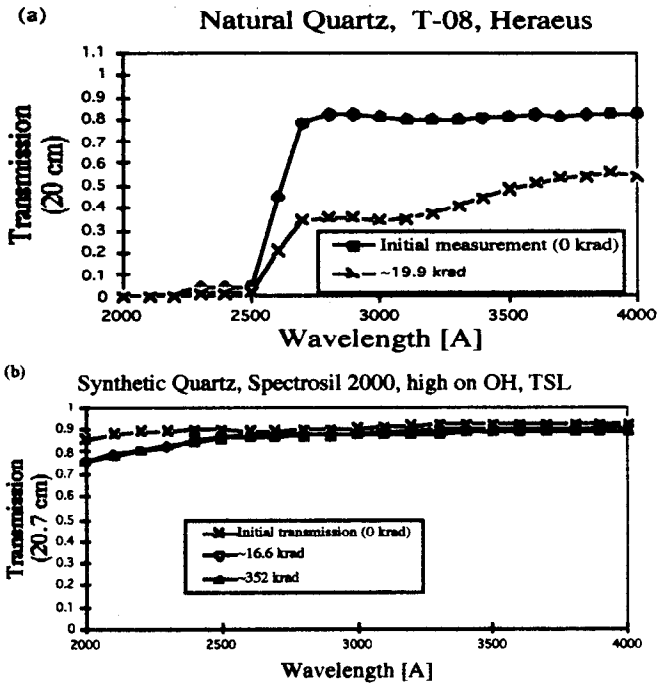 (a)
Natural Quartz, T-08, Heraeus
1.1
1
0.9
0.8
0.7
0.6
0.5
0.4
0.3
0.2
0.1
0
Transmission
(20 cm)
Initial measurement (0 krad)
~19.9 krad
2000
2500
3000
3500
4000
Wavelength [A]
(b)
Synthetic Quartz, Spectrosil 2000, high on OH, TSL
1
0.9
0.8
0.7
0.6
0.5
0.4
0.3
0.2
0.1
0
Transmission
(20.7 cm)
Initial transmission (0 krad)
~16.6 krad
~352 krad
2000
2500
3000
3500
4000
Wavelength [A]